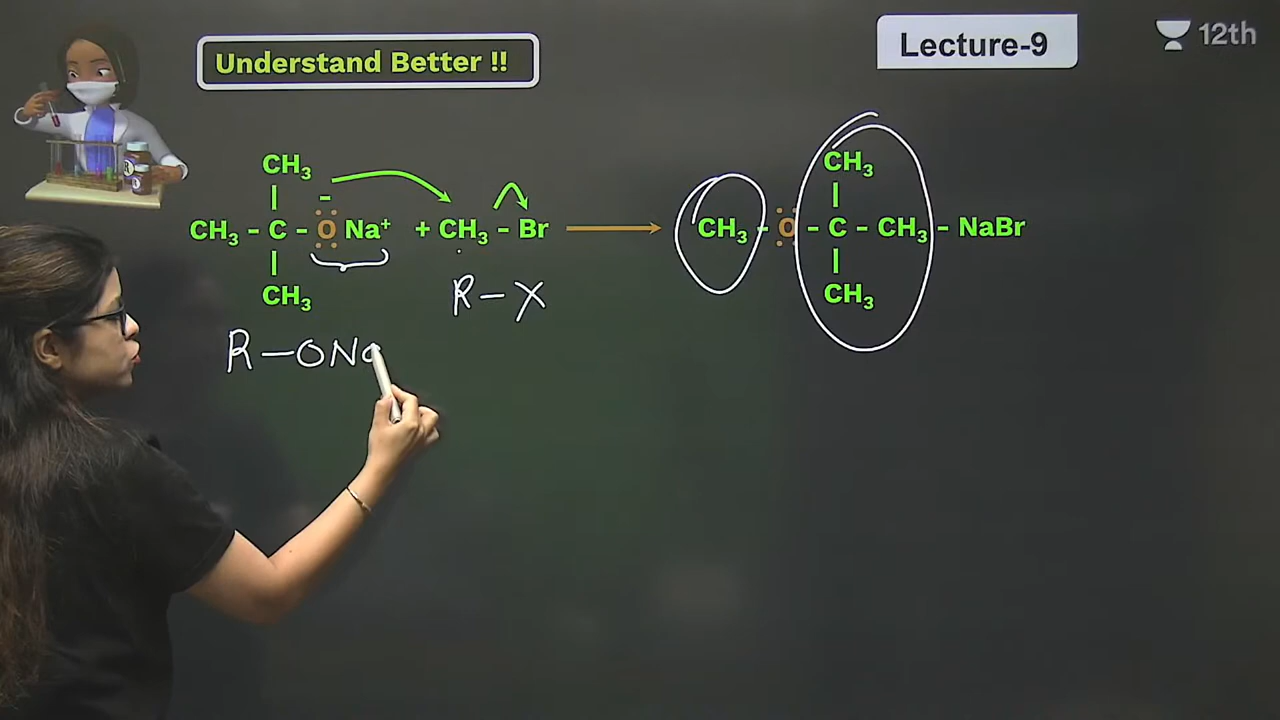 Understand Better !!
Lecture-9
12th
CH₃
|
CH₃ – C – O⁻ Na⁺ + CH₃ – Br ⟶ CH₃ – O – C – CH₃ – NaBr
|
CH₃
R – X
R – ONa
CH₃
|
|
CH₃